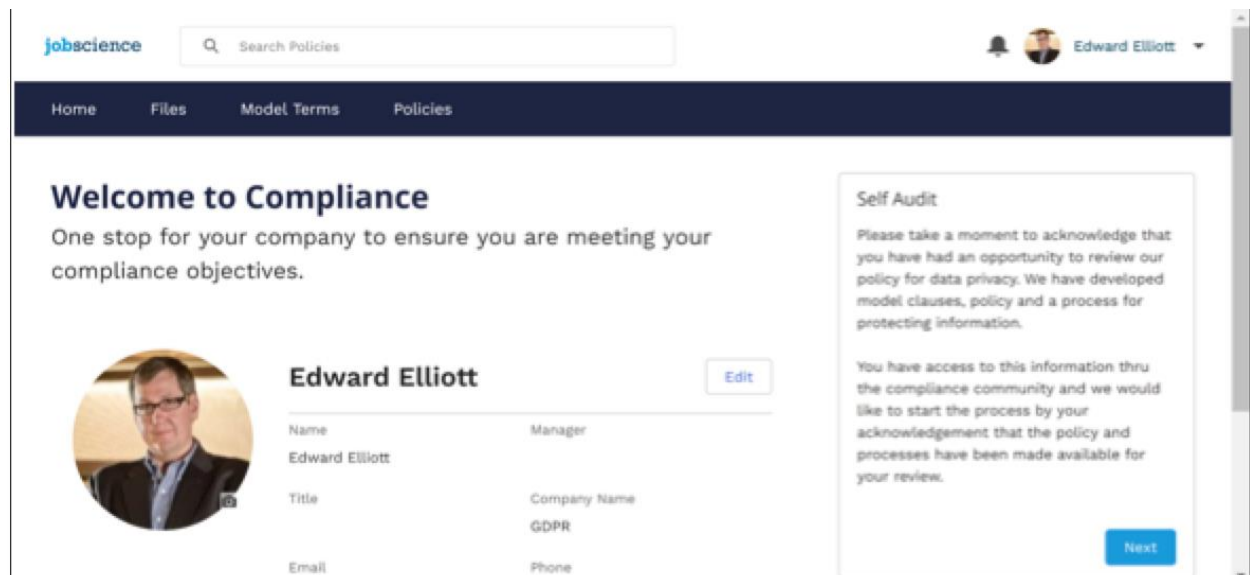 jobscience
Search Policies
Edward Elliott
Home Files Model Terms Policies
Welcome to Compliance
One stop for your company to ensure you are meeting your
compliance objectives.
Edward Elliott
Edit
Name Manager
Edward Elliott
Title Company Name
GDPR
Email Phone
Self Audit
Please take a moment to acknowledge that
you have had an opportunity to review our
policy for data privacy. We have developed
model clauses, policy and a process for
protecting information.
You have access to this information thru
the compliance community and we would
like to start the process by your
acknowledgement that the policy and
processes have been made available for
your review.
Next